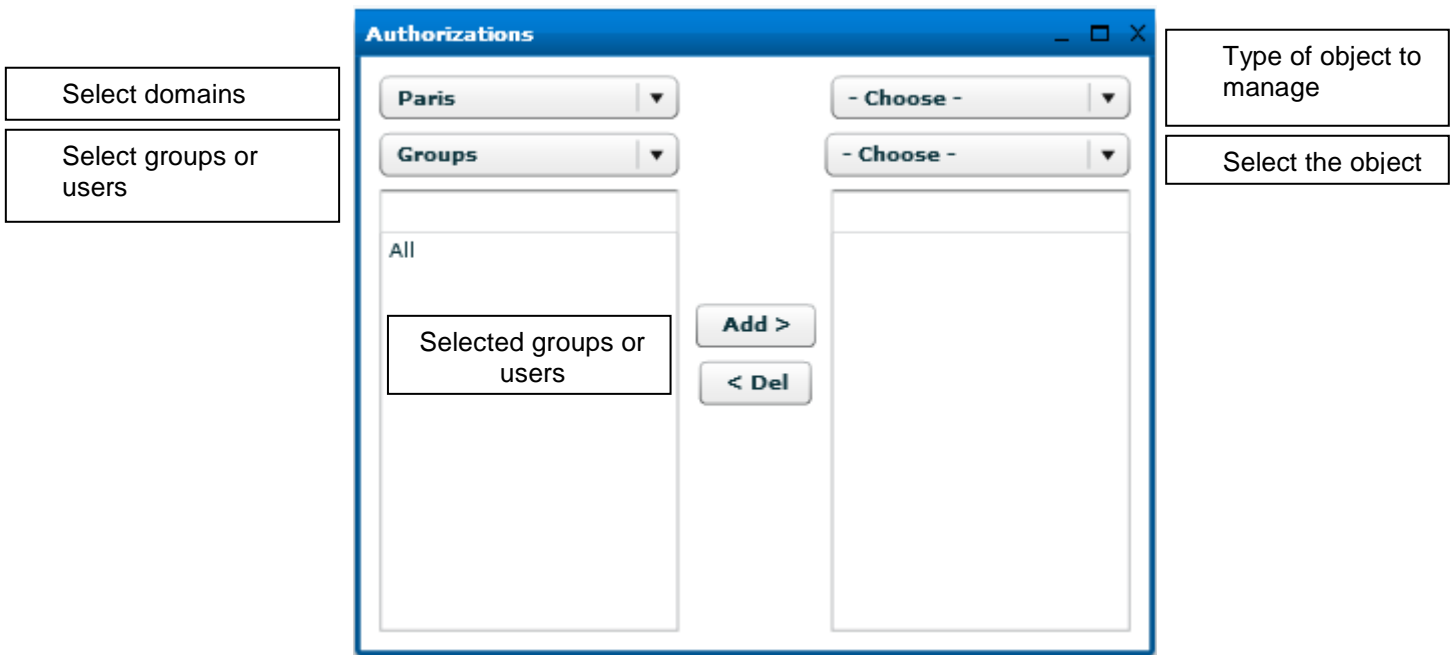 Authorizations
Select domains
Paris
- Choose -
Type of object to
manage
Select groups or
users
Groups
- Choose -
Select the object
All
Selected groups or
users
Add >
< Del